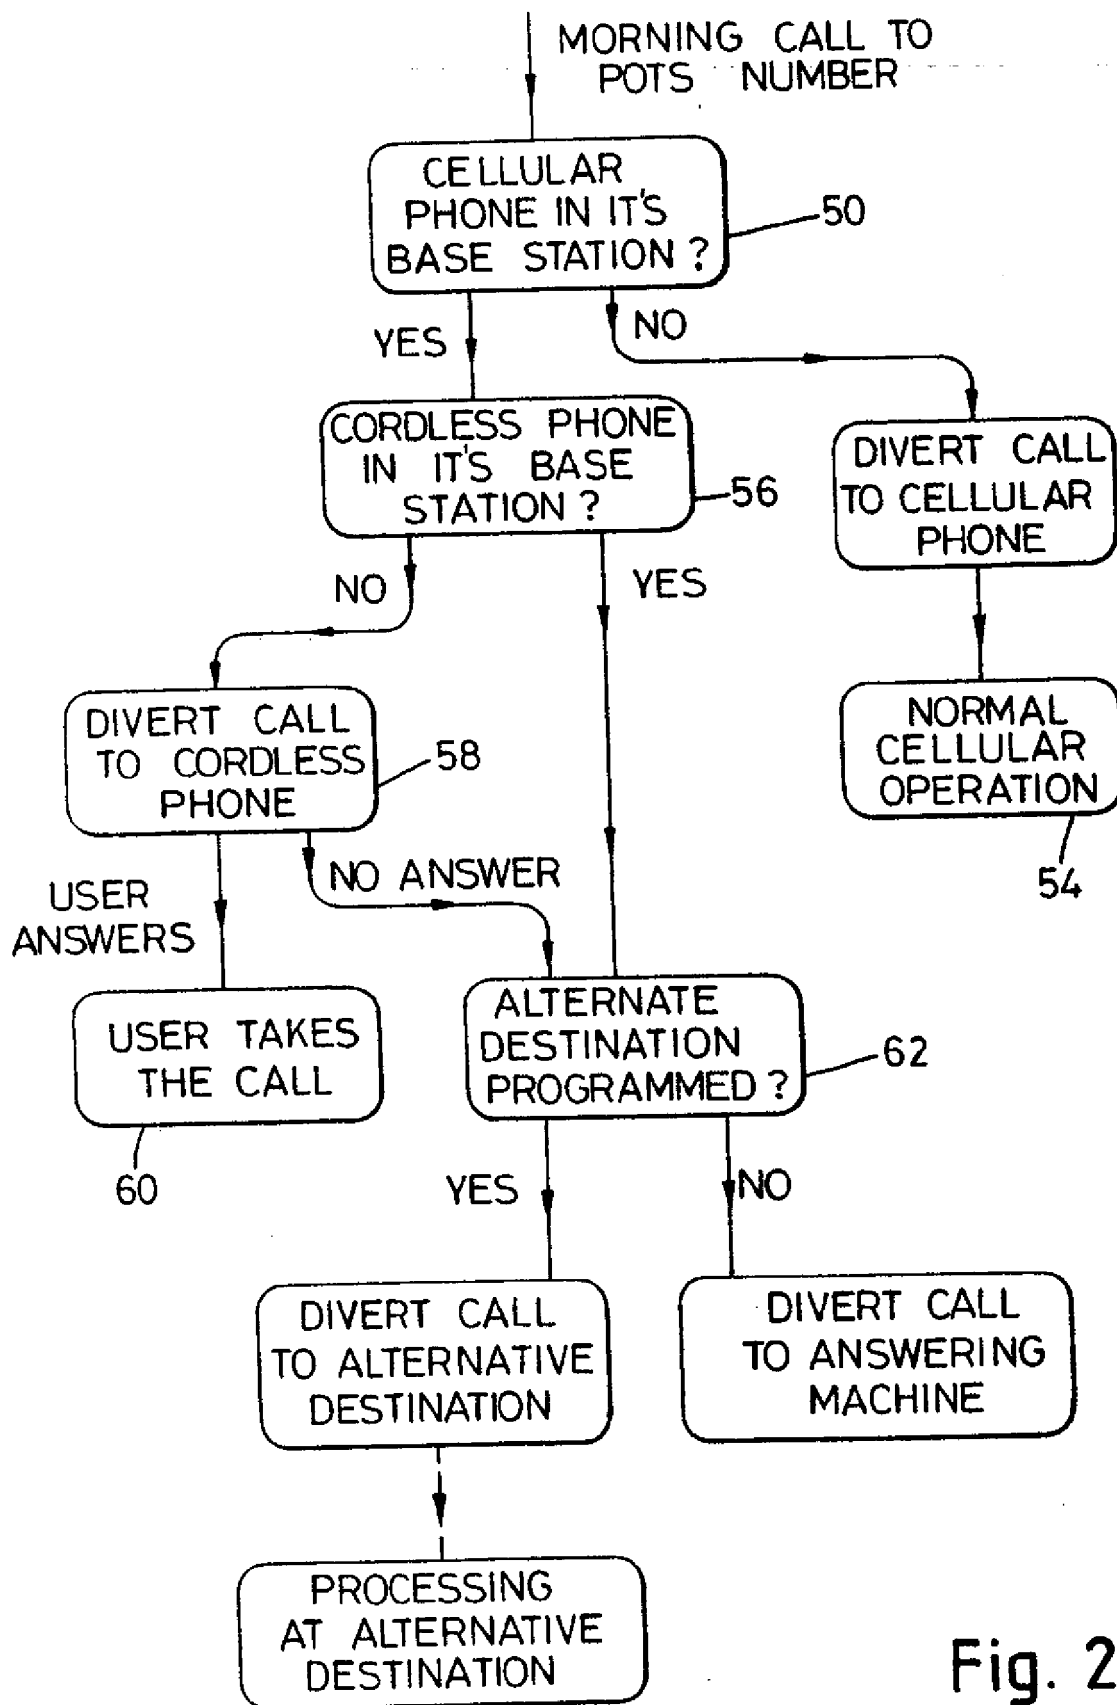 MORNING CALL TO
POTS NUMBER
CELLULAR
PHONE IN IT'S
BASE STATION ?
50
YES
NO
CORDLESS PHONE
IN IT'S BASE
STATION ?
56
DIVERT CALL
TO CELLULAR
PHONE
NO
YES
DIVERT CALL
TO CORDLESS
PHONE
58
NORMAL
CELLULAR
OPERATION
54
USER
ANSWERS
NO ANSWER
USER TAKES
THE CALL
60
ALTERNATE
DESTINATION
PROGRAMMED ?
62
YES
NO
DIVERT CALL
TO ALTERNATIVE
DESTINATION
DIVERT CALL
TO ANSWERING
MACHINE
PROCESSING
AT ALTERNATIVE
DESTINATION
Fig. 2